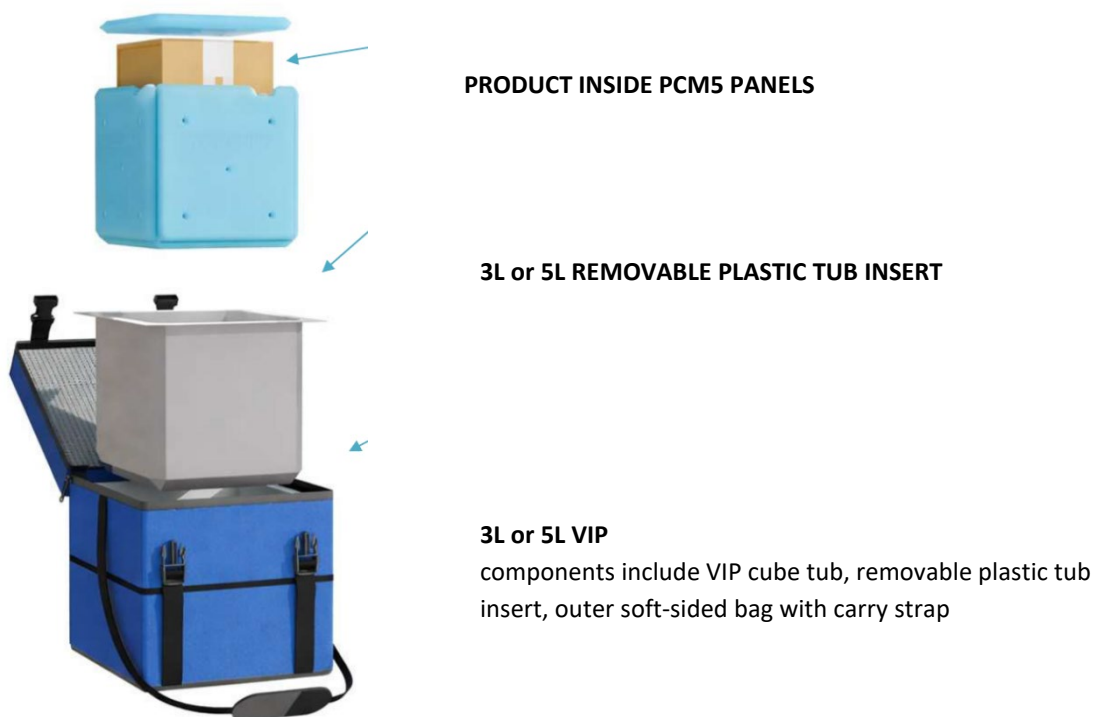 PRODUCT INSIDE PCM5 PANELS
3L or 5L REMOVABLE PLASTIC TUB INSERT
3L or 5L VIP
components include VIP cube tub, removable plastic tub
insert, outer soft-sided bag with carry strap